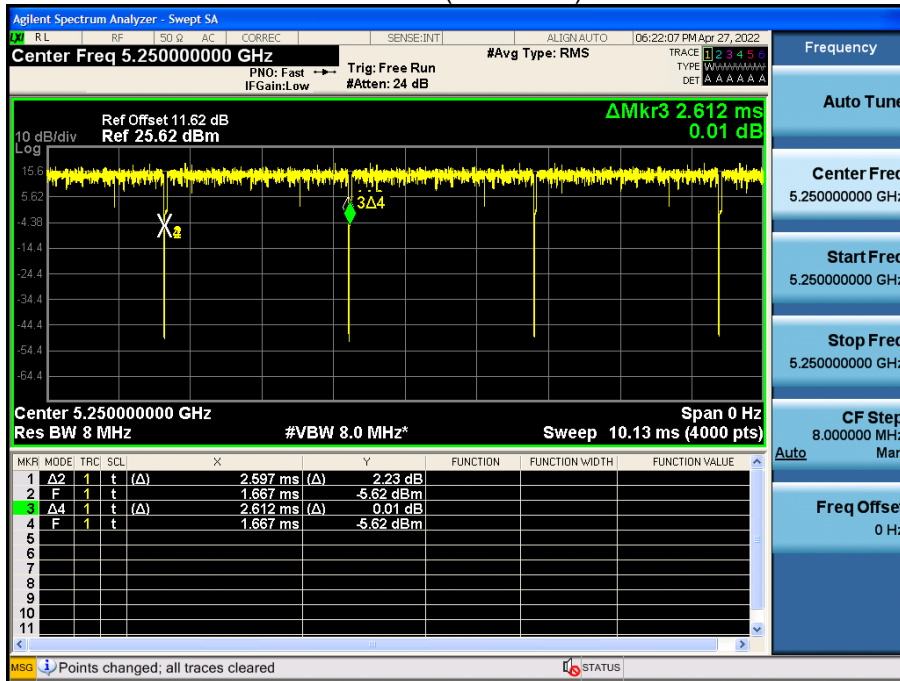 Agilent Spectrum Analyzer - Swept SA
LXI RL RF 50 Ω AC CORREC SENSE:INT ALIGN AUTO 06:22:07 PM Apr 27, 2022
Center Freq 5.250000000 GHz #Avg Type: RMS TRACE 1 2 3 4 5 6
PNO: Fast Trig: Free Run TYPE
IFGain:Low #Atten: 24 dB DET A A A A A A
ΔMkr3 2.612 ms
0.01 dB
Ref Offset 11.62 dB
10 dB/div Ref 25.62 dBm
Log
15.6
5.62
-4.38
-14.4
-24.4
-34.4
-44.4
-54.4
-64.4
3Δ4
Center 5.250000000 GHz Span 0 Hz
Res BW 8 MHz #VBW 8.0 MHz* Sweep 10.13 ms (4000 pts)
MKR MODE TRC SCL X Y FUNCTION FUNCTION WIDTH FUNCTION VALUE
1 Δ2 1 t (Δ) 2.597 ms (Δ) 2.23 dB
2 F 1 t 1.667 ms -5.62 dBm
3 Δ4 1 t (Δ) 2.612 ms (Δ) 0.01 dB
4 F 1 t 1.667 ms -5.62 dBm
5
6
7
8
9
10
11
MSG Points changed; all traces cleared STATUS
Frequency
Auto Tune
Center Freq
5.250000000 GHz
Start Freq
5.250000000 GHz
Stop Freq
5.250000000 GHz
CF Step
8.000000 MHz
Auto Man
Freq Offset
0 Hz